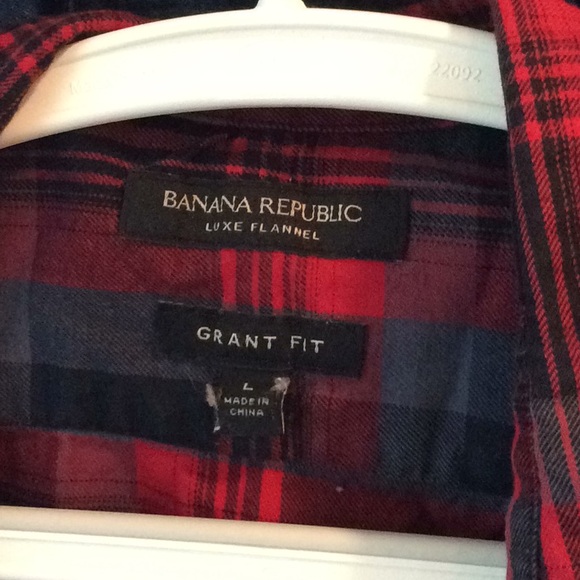 22092
BANANA REPUBLIC
LUXE FLANNEL
GRANT FIT
L
MADE IN
CHINA